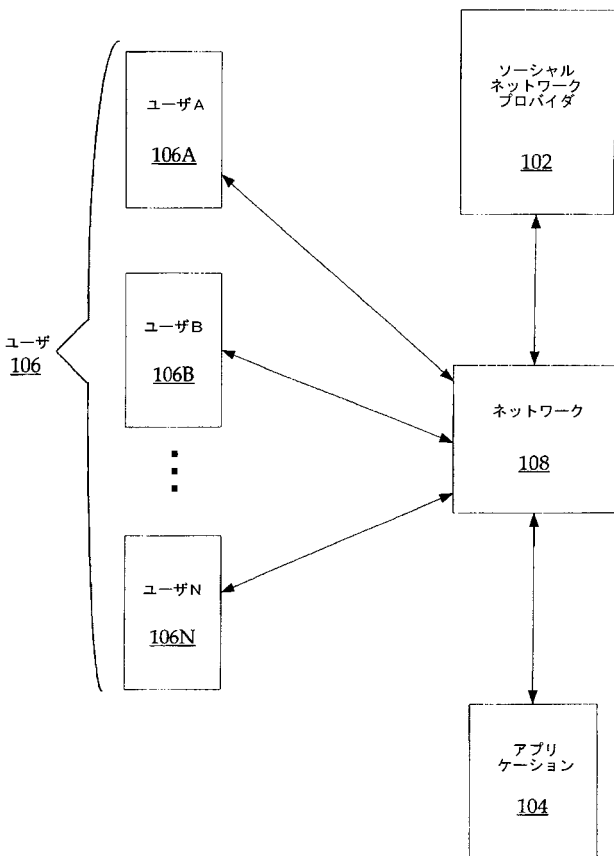 ユーザA
106A
ソーシャル
ネットワーク
プロバイダ
102
ユーザB
106B
ユーザ
106
ネットワーク
108
ユーザN
106N
アプリ
ケーション
104